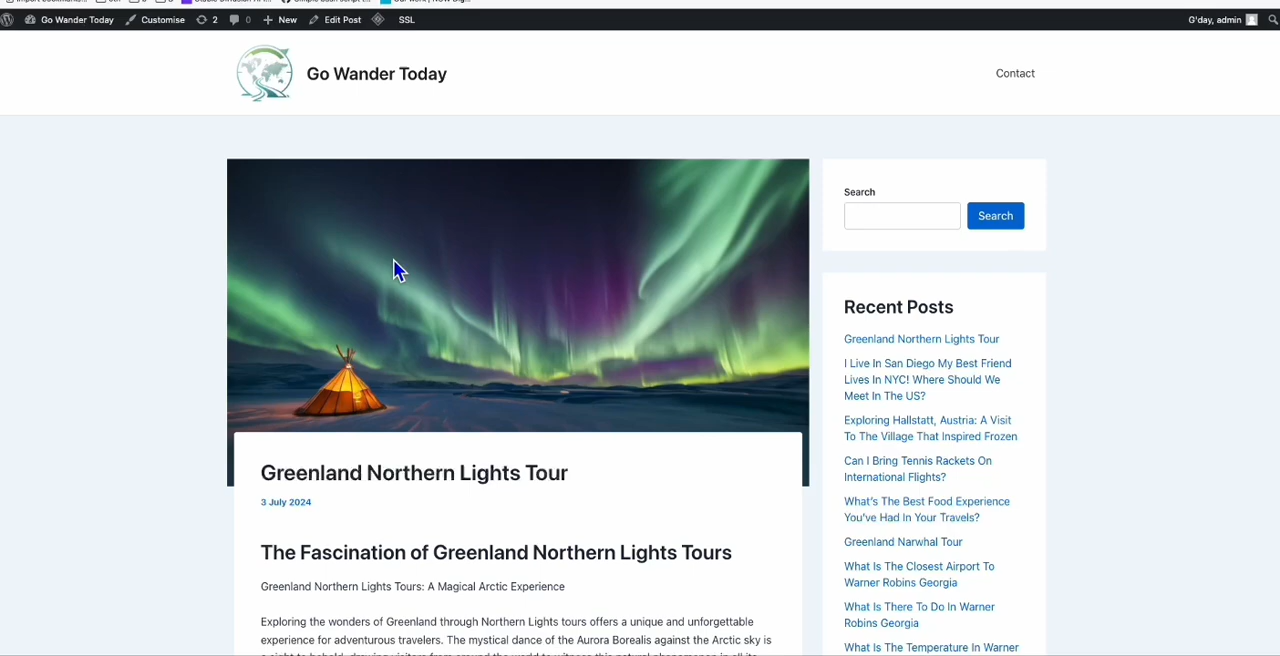 Go Wander Today Customise 2 0 New Edit Post SSL G'day, admin
Go Wander Today
Contact
Greenland Northern Lights Tour
3 July 2024
The Fascination of Greenland Northern Lights Tours
Greenland Northern Lights Tours: A Magical Arctic Experience
Exploring the wonders of Greenland through Northern Lights tours offers a unique and unforgettable
experience for adventurous travelers. The mystical dance of the Aurora Borealis against the Arctic sky is
Search
Search
Recent Posts
Greenland Northern Lights Tour
I Live In San Diego My Best Friend
Lives In NYC! Where Should We
Meet In The US?
Exploring Hallstatt, Austria: A Visit
To The Village That Inspired Frozen
Can I Bring Tennis Rackets On
International Flights?
What's The Best Food Experience
You've Had In Your Travels?
Greenland Narwhal Tour
What Is The Closest Airport To
Warner Robins Georgia
What Is There To Do In Warner
Robins Georgia
What Is The Temperature In Warner